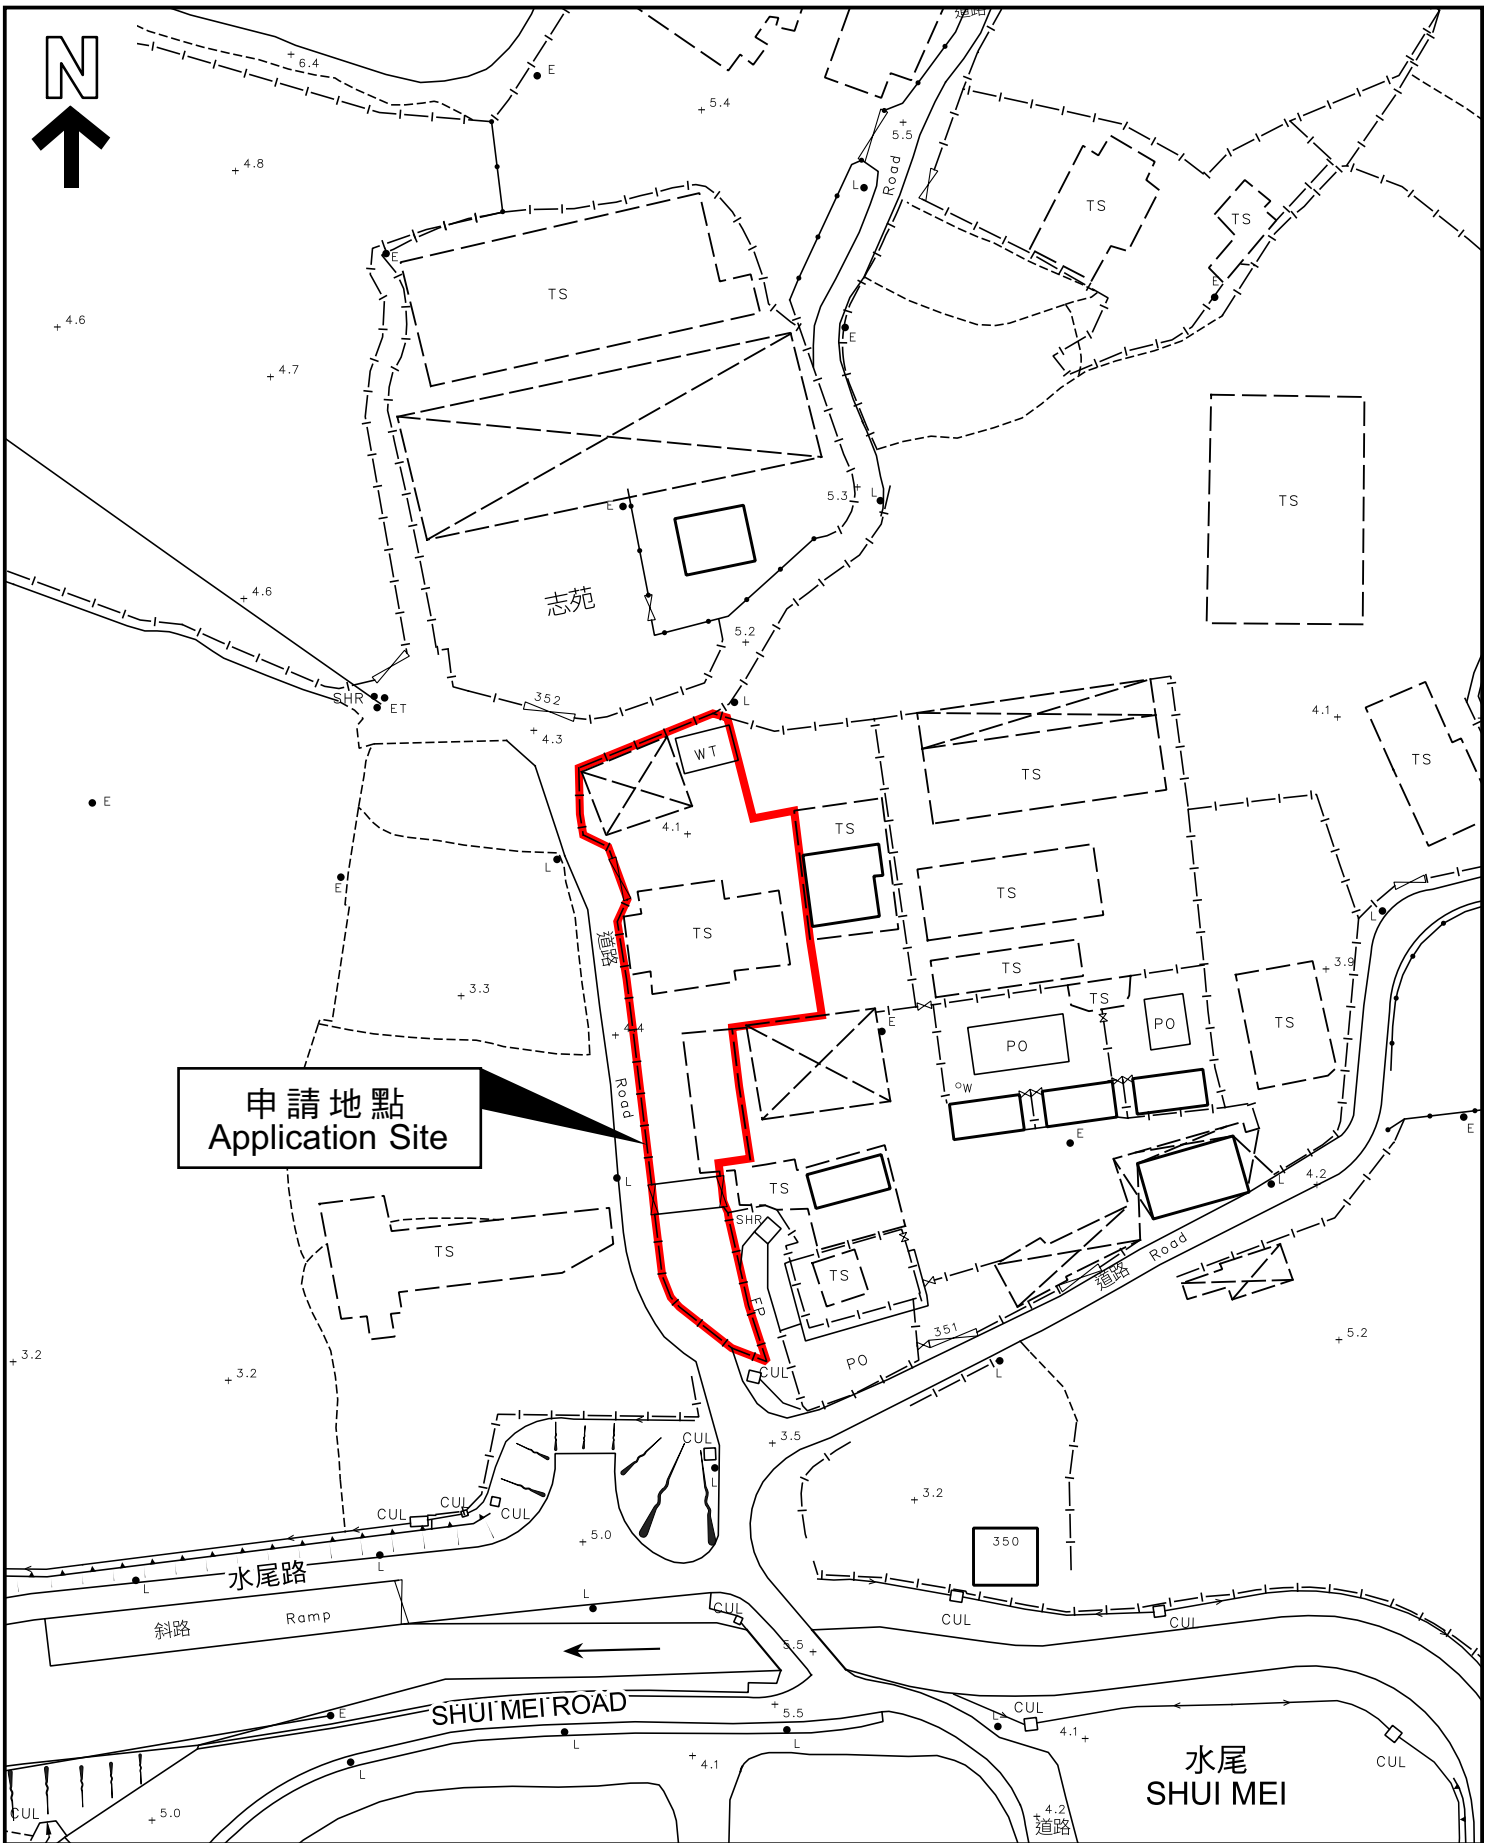 道路
N
6.4
E
5.4
5.5
4.8
Road
L
TS
TS
E
TS
E
4.6
E
4.7
TS
5.3
L
E
志苑
4.6
5.2
SHR
ET
352
L
4.3
4.1
WT
TS
TS
E
4.1
TS
L
E
TS
L
道路
TS
TS
3.9
3.3
TS
4.4
E
PO
TS
PO
Road
°W
申請地點
Application Site
E
E
L
TS
L
4.2
SHR
TS
Road
道路
TS
FP
351
5.2
3.2
PO
3.2
CUL
L
CUL
3.5
L
CUL
CUL
CUL
3.2
5.0
350
水尾路
L
L
L
斜路
Ramp
CUL
CUL
CUL
5.5
SHUI MEI ROAD
E
5.5
CUL
L
4.1
L
L
L
4.1
水尾
SHUI MEI
CUL
CUL
5.0
4.2
道路